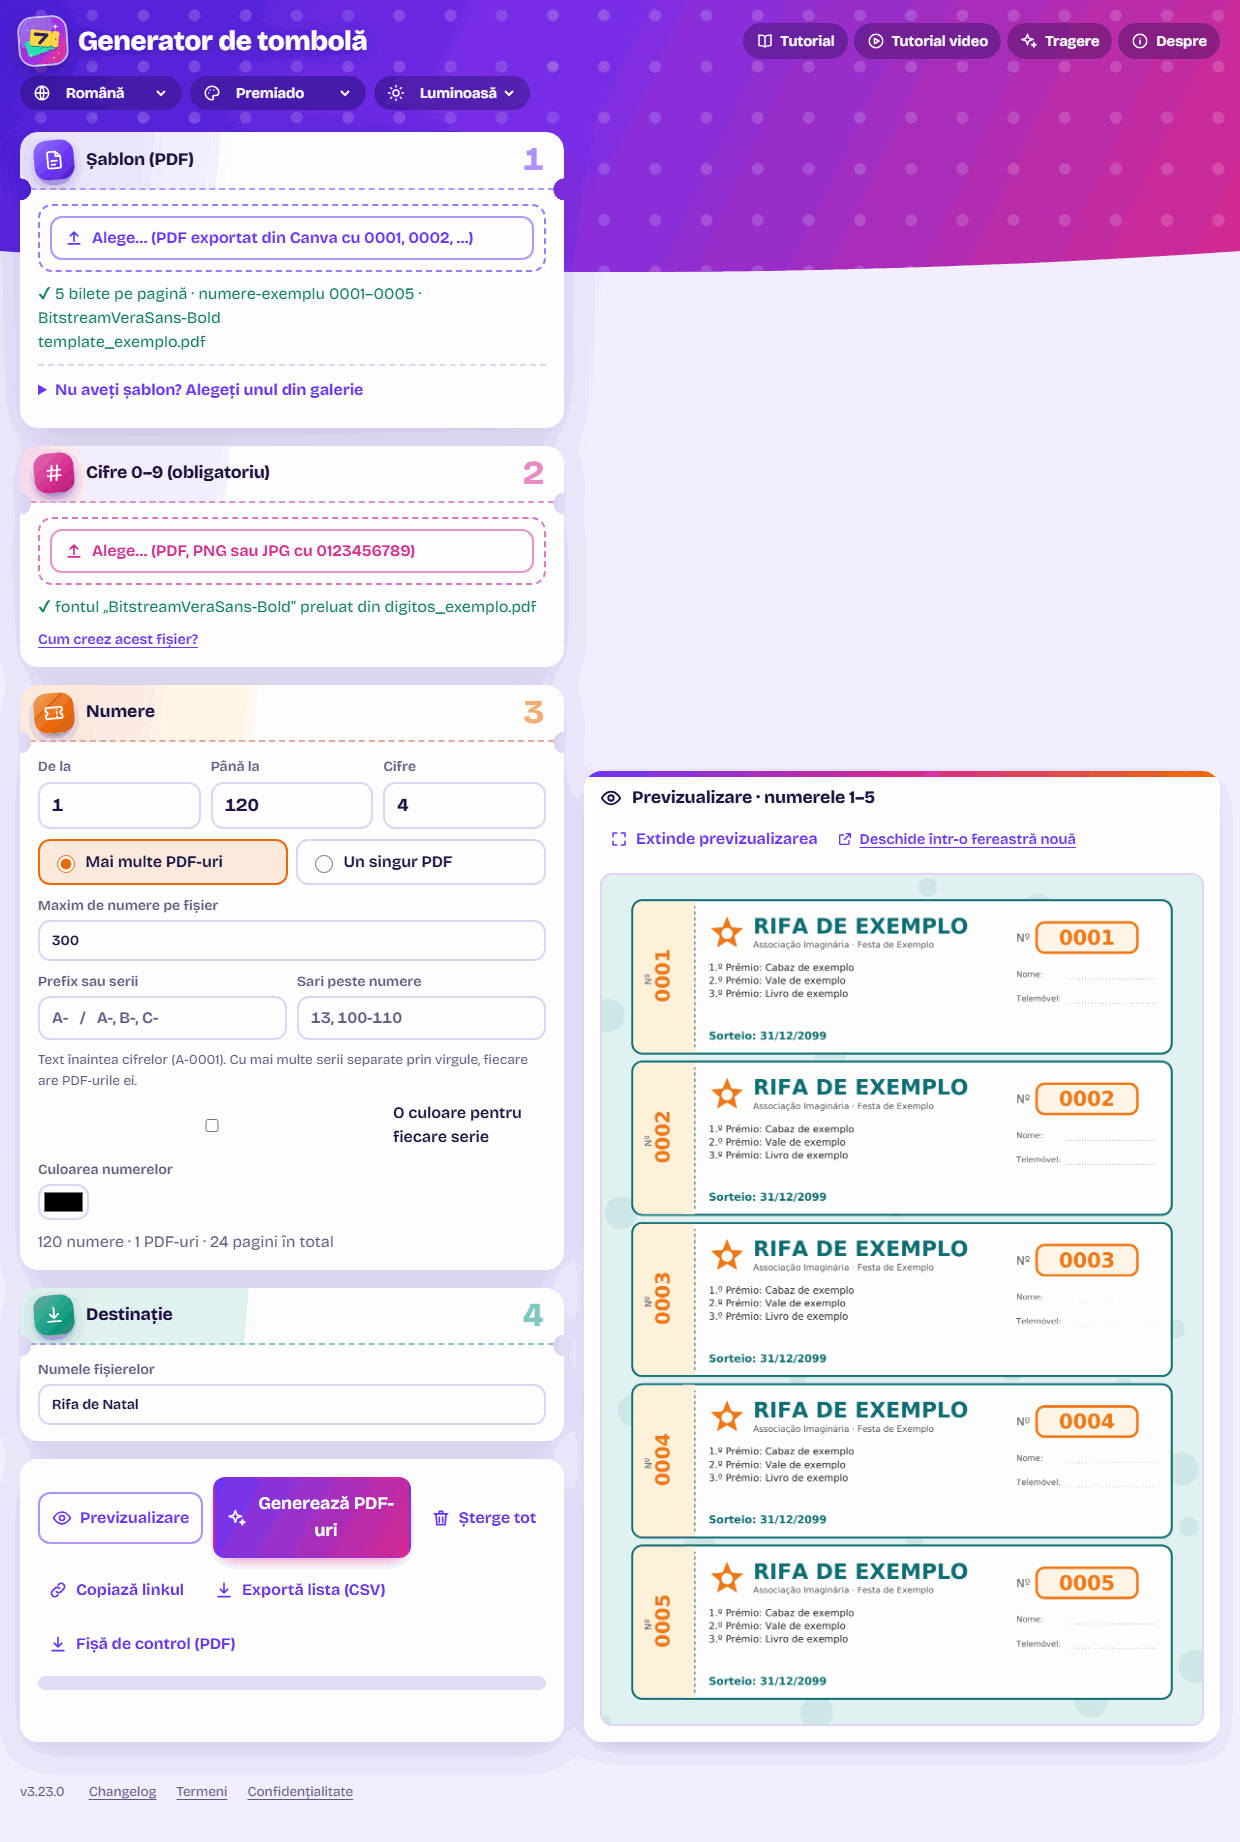 Generator de tombolă
Tutorial
Tutorial video
Tragere
Despre
Română
Premiado
Luminoasă
Șablon (PDF)
1
Alege... (PDF exportat din Canva cu 0001, 0002, ...)
✓ 5 bilete pe pagină · numere-exemplu 0001–0005 ·
BitstreamVeraSans-Bold
template_exemplo.pdf
Nu aveți șablon? Alegeți unul din galerie
Cifre 0–9 (obligatoriu)
2
Alege... (PDF, PNG sau JPG cu 0123456789)
✓ fontul „BitstreamVeraSans-Bold” preluat din digitos_exemplo.pdf
Cum creez acest fișier?
Numere
3
De la
Până la
Cifre
1
120
4
Mai multe PDF-uri
Un singur PDF
Maxim de numere pe fișier
300
Prefix sau serii
Sari peste numere
A- / A-, B-, C-
13, 100-110
Text înaintea cifrelor (A-0001). Cu mai multe serii separate prin virgule, fiecare
are PDF-urile ei.
O culoare pentru
fiecare serie
Culoarea numerelor
120 numere · 1 PDF-uri · 24 pagini în total
Destinație
4
Numele fișierelor
Rifa de Natal
Previzualizare
Generează PDF-
uri
Șterge tot
Copiază linkul
Exportă lista (CSV)
Fișă de control (PDF)
Previzualizare · numerele 1–5
Extinde previzualizarea
Deschide într-o fereastră nouă
Nº 0001
RIFA DE EXEMPLO
Associação Imaginária · Festa de Exemplo
1.º Prémio: Cabaz de exemplo
2.º Prémio: Vale de exemplo
3.º Prémio: Livro de exemplo
Sorteio: 31/12/2099
Nº 0001
Nome:
Telemóvel:
Nº 0002
RIFA DE EXEMPLO
Associação Imaginária · Festa de Exemplo
1.º Prémio: Cabaz de exemplo
2.º Prémio: Vale de exemplo
3.º Prémio: Livro de exemplo
Sorteio: 31/12/2099
Nº 0002
Nome:
Telemóvel:
Nº 0003
RIFA DE EXEMPLO
Associação Imaginária · Festa de Exemplo
1.º Prémio: Cabaz de exemplo
2.º Prémio: Vale de exemplo
3.º Prémio: Livro de exemplo
Sorteio: 31/12/2099
Nº 0003
Nome:
Telemóvel:
Nº 0004
RIFA DE EXEMPLO
Associação Imaginária · Festa de Exemplo
1.º Prémio: Cabaz de exemplo
2.º Prémio: Vale de exemplo
3.º Prémio: Livro de exemplo
Sorteio: 31/12/2099
Nº 0004
Nome:
Telemóvel:
Nº 0005
RIFA DE EXEMPLO
Associação Imaginária · Festa de Exemplo
1.º Prémio: Cabaz de exemplo
2.º Prémio: Vale de exemplo
3.º Prémio: Livro de exemplo
Sorteio: 31/12/2099
Nº 0005
Nome:
Telemóvel:
v3.23.0
Changelog
Termeni
Confidențialitate